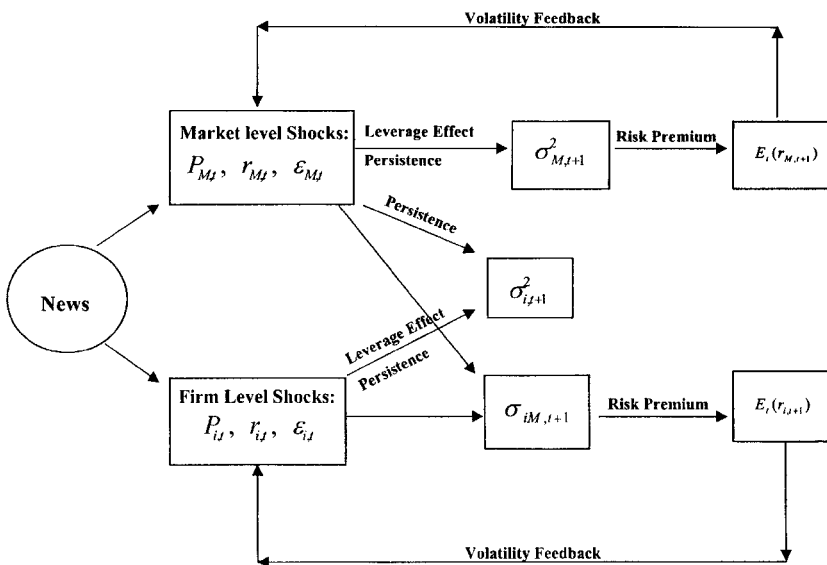 Volatility Feedback
Market level Shocks:
P_{M,t}, r_{M,t}, ε_{M,t}
Leverage Effect
Persistence
σ²_{M,t+1}
Risk Premium
E_t(r_{M,t+1})
Persistence
News
σ²_{i,t+1}
Leverage Effect
Persistence
Firm Level Shocks:
P_{i,t}, r_{i,t}, ε_{i,t}
σ_{iM,t+1}
Risk Premium
E_t(r_{i,t+1})
Volatility Feedback